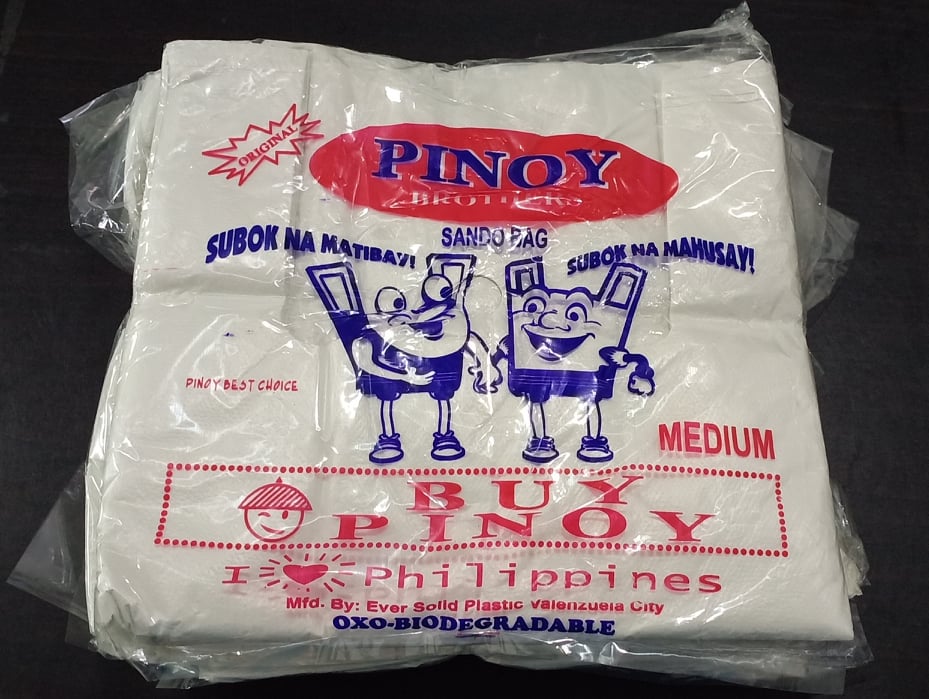 ORIGINAL
PINOY
BROTHERS
SANDO BAG
SUBOK NA MATIBAY!
SUBOK NA MAHUSAY!
PINOY BEST CHOICE
MEDIUM
BUY
PINOY
I Philippines
Mfd. By: Ever Solid Plastic Valenzuela City
OXO-BIODEGRADABLE